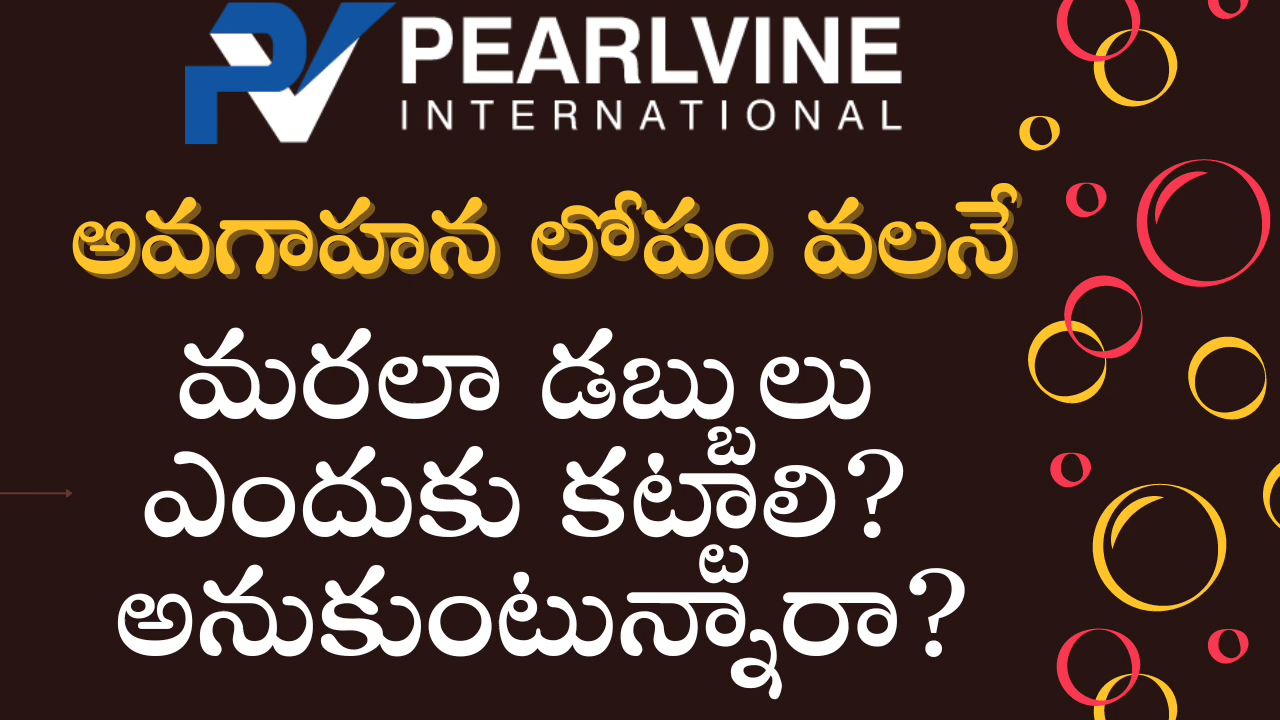 PEARLVINE
INTERNATIONAL
అవగాహన లోపం వలనే
మరలా డబ్బులు
ఎందుకు కట్టాలి?
అనుకుంటున్నారా?